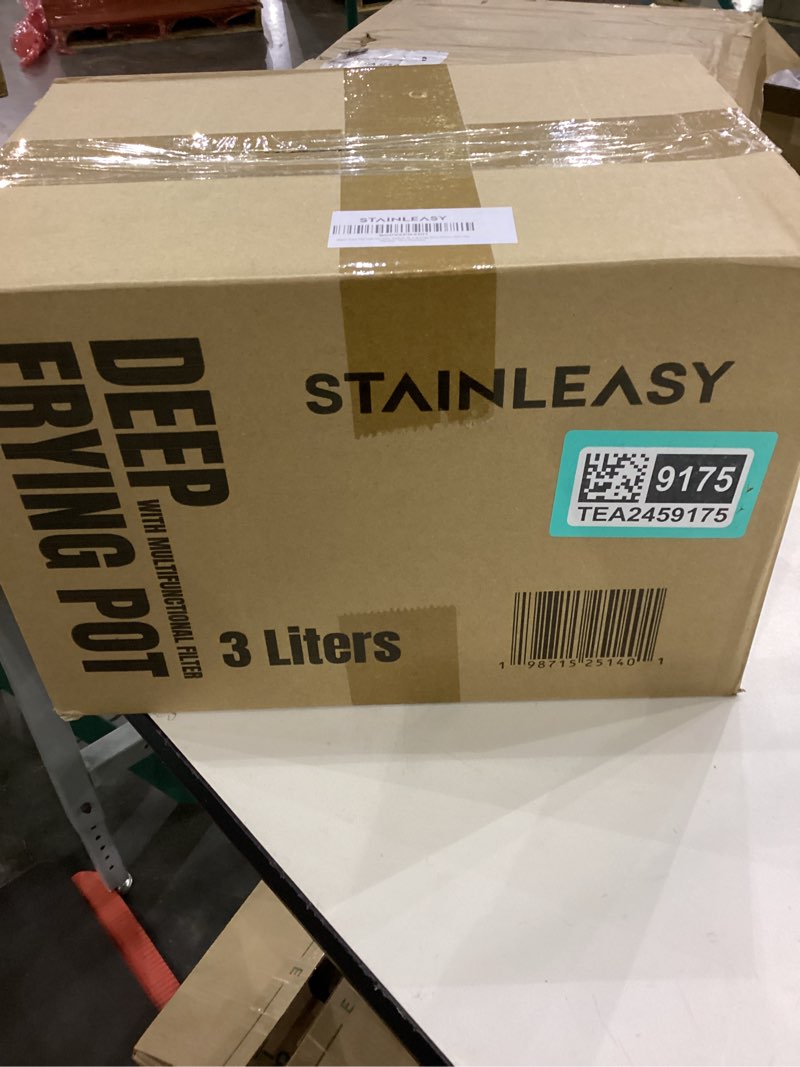 STAINLEASY
STAINLEASY
DEEP
WITH MULTIFUNCTIONAL FILTER
FRYING POT
3 Liters
9175
TEA2459175
1 98715 25140 1
E
E